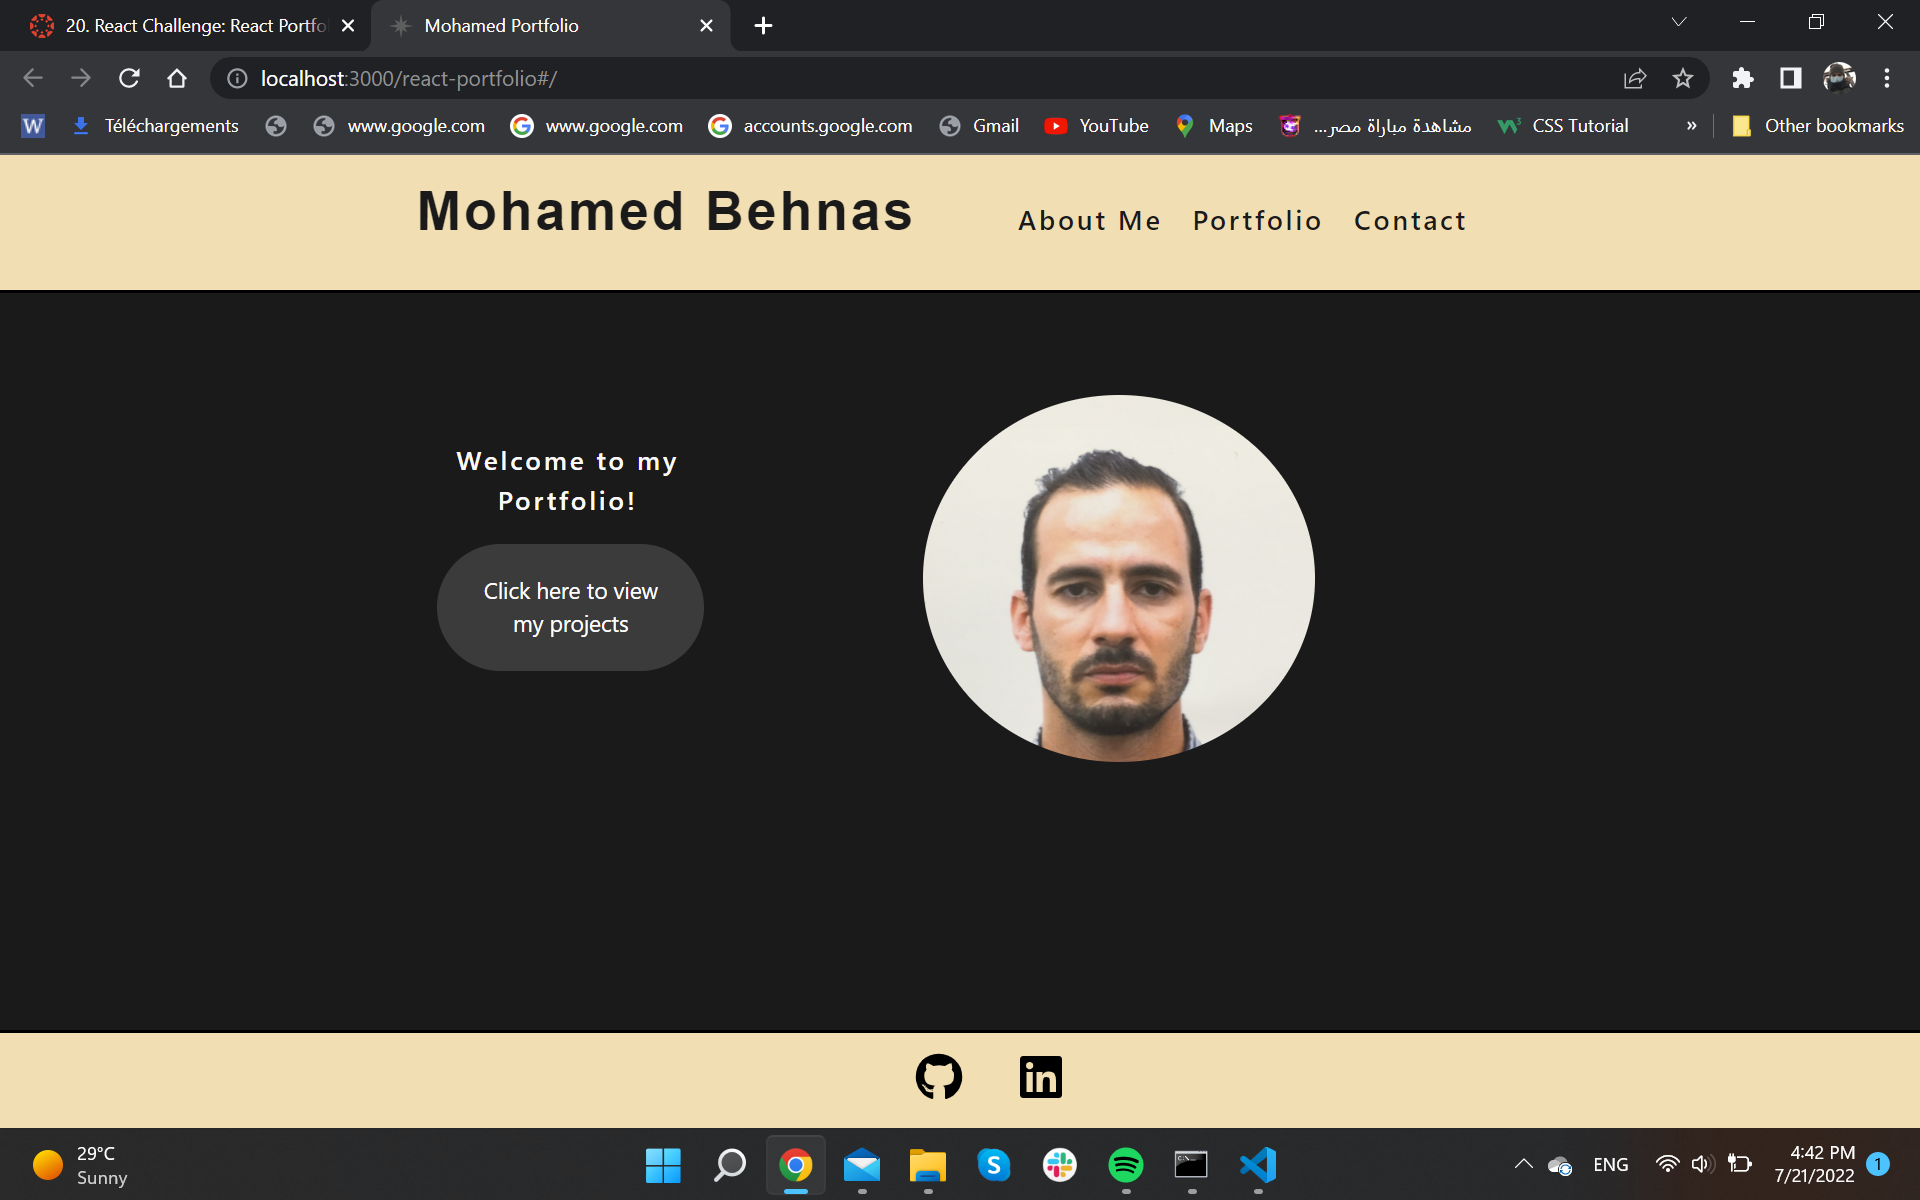 20. React Challenge: React Portfo
Mohamed Portfolio
localhost:3000/react-portfolio#/
W
Téléchargements
www.google.com
www.google.com
accounts.google.com
Gmail
YouTube
Maps
مشاهدة مباراة مصر...
CSS Tutorial
»
Other bookmarks
Mohamed Behnas
About Me
Portfolio
Contact
Welcome to my
Portfolio!
Click here to view
my projects
in
29°C
Sunny
S
ENG
4:42 PM
7/21/2022
1